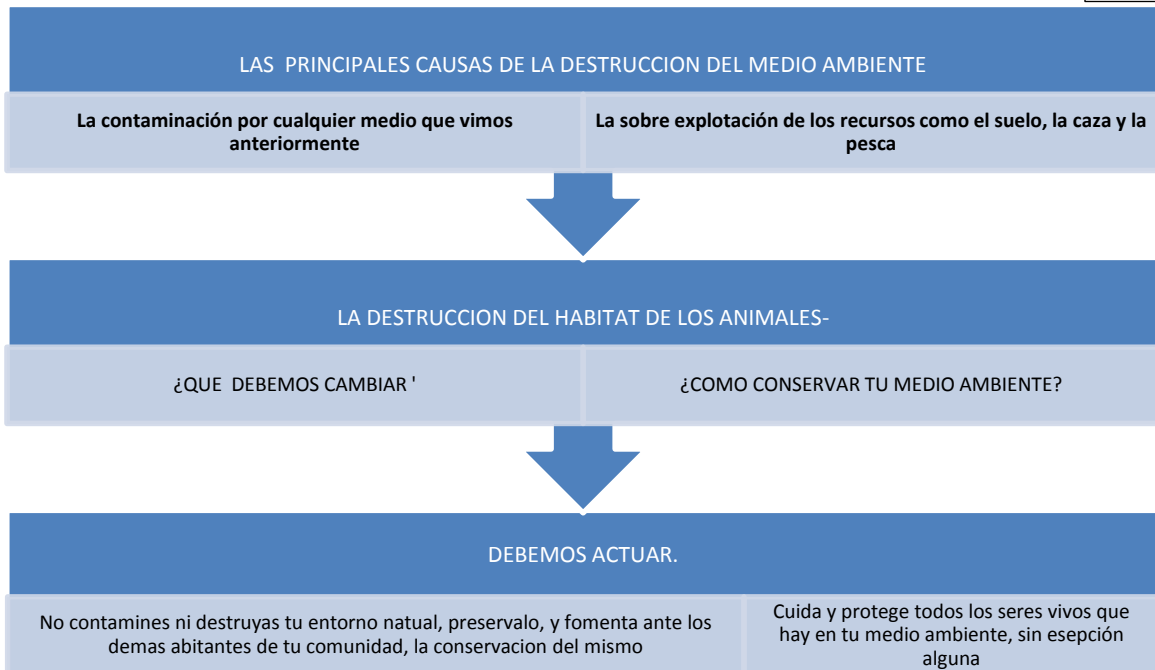 LAS  PRINCIPALES CAUSAS DE LA DESTRUCCION DEL MEDIO AMBIENTE
La contaminación por cualquier medio que vimos
anteriormente
La sobre explotación de los recursos como el suelo, la caza y la
pesca
LA DESTRUCCION DEL HABITAT DE LOS ANIMALES-
¿QUE  DEBEMOS CAMBIAR '
¿COMO CONSERVAR TU MEDIO AMBIENTE?
DEBEMOS ACTUAR.
No contamines ni destruyas tu entorno natual, preservalo, y fomenta ante los
demas abitantes de tu comunidad, la conservacion del mismo
Cuida y protege todos los seres vivos que
hay en tu medio ambiente, sin esepción
alguna